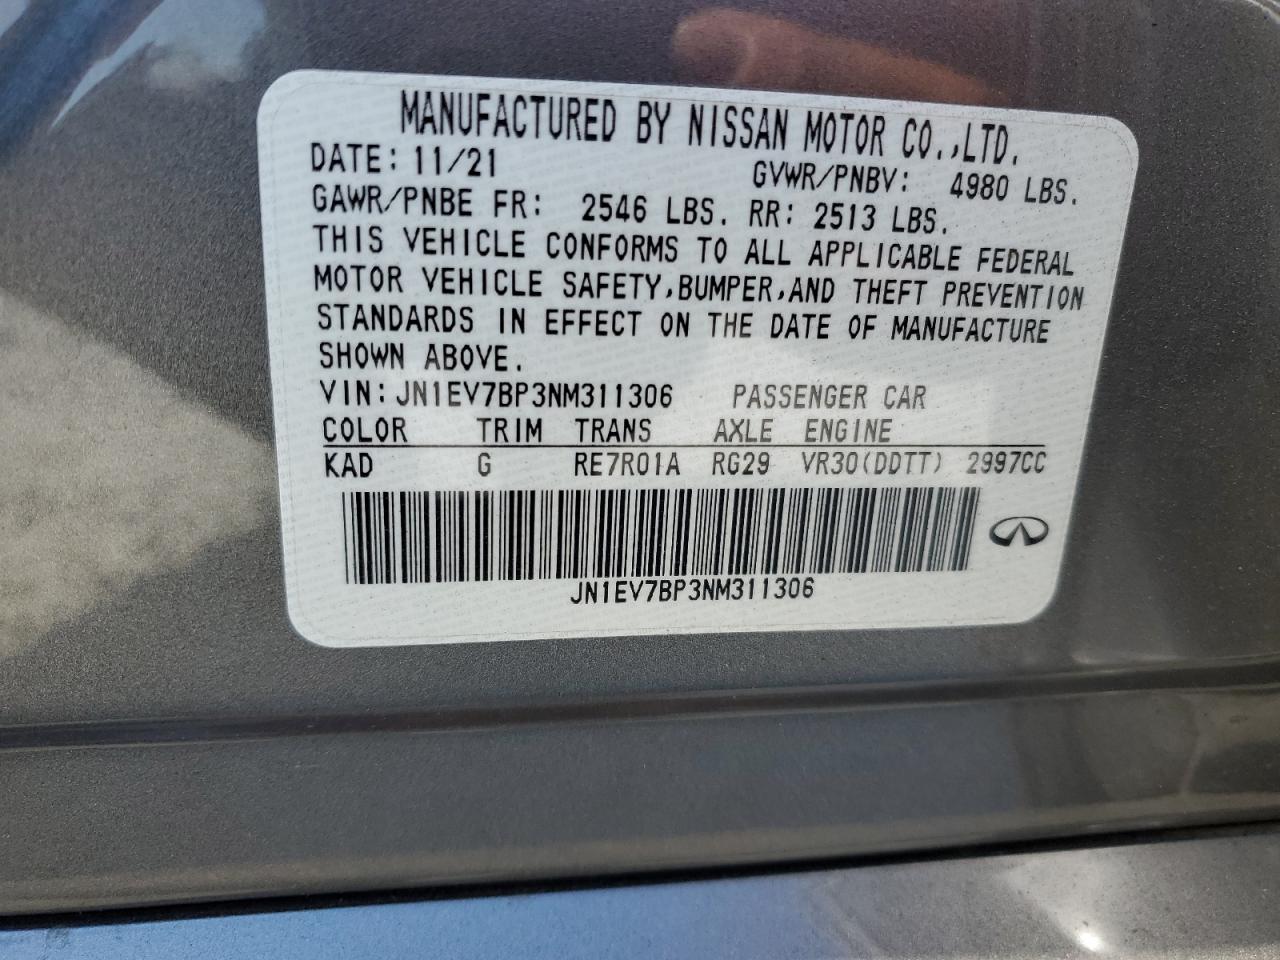 MANUFACTURED BY NISSAN MOTOR CO.,LTD.
DATE: 11/21 GVWR/PNBV: 4980 LBS.
GAWR/PNBE FR: 2546 LBS. RR: 2513 LBS.
THIS VEHICLE CONFORMS TO ALL APPLICABLE FEDERAL
MOTOR VEHICLE SAFETY,BUMPER,AND THEFT PREVENTION
STANDARDS IN EFFECT ON THE DATE OF MANUFACTURE
SHOWN ABOVE.
VIN:JN1EV7BP3NM311306 PASSENGER CAR
COLOR TRIM TRANS AXLE ENGINE
KAD G RE7R01A RG29 VR30(DDTT) 2997CC
JN1EV7BP3NM311306